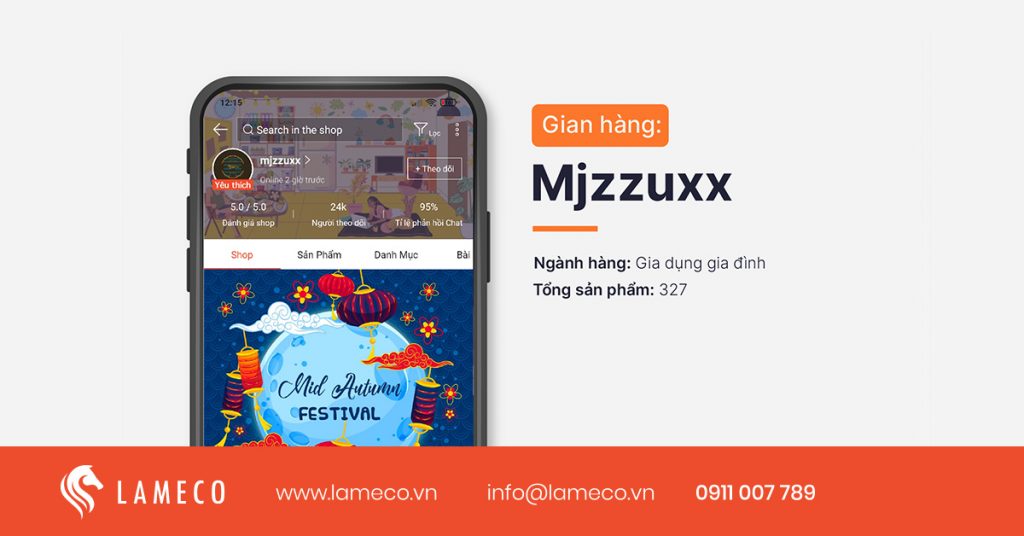 12:15
Search in the shop
Lọc
mjzzuxx
Online 2 giờ trước
+ Theo dõi
Yêu thích
5.0 / 5.0
Đánh giá shop
24k
Người theo dõi
95%
Tỉ lệ phản hồi Chat
Shop
Sản Phẩm
Danh Mục
Bài
Mid Autumn
FESTIVAL
Gian hàng:
Mjzzuxx
Ngành hàng: Gia dụng gia đình
Tổng sản phẩm: 327
LAMECO
www.lameco.vn
info@lameco.vn
0911 007 789